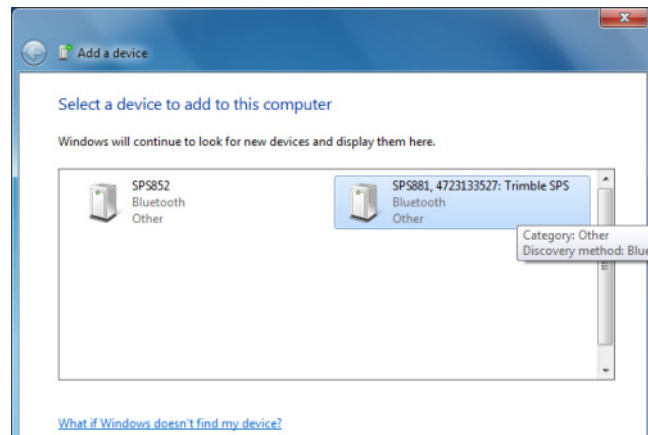 Add a device
Select a device to add to this computer
Windows will continue to look for new devices and display them here.
SPS852
Bluetooth
Other
SPS881, 4723133527: Trimble SPS
Bluetooth
Other
Category: Other
Discovery method: Blue
What if Windows doesn't find my device?